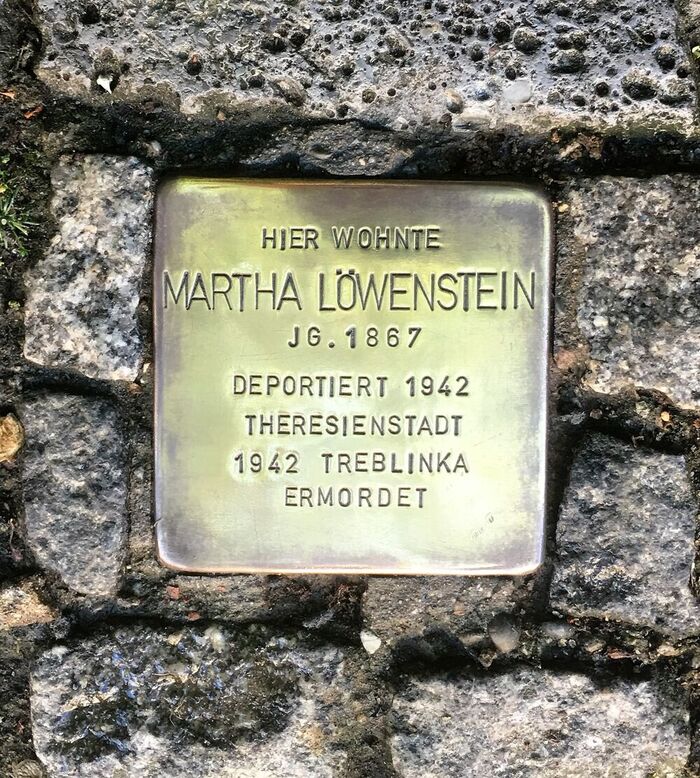 HIER WOHNTE
MARTHA LÖWENSTEIN
JG. 1867
DEPORTIERT 1942
THERESIENSTADT
1942 TREBLINKA
ERMORDET